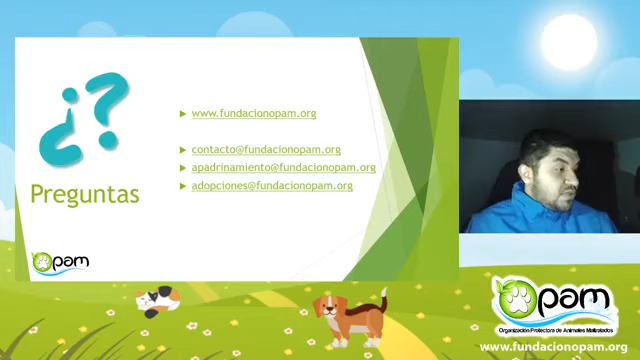 ¿?
Preguntas
www.fundacionopam.org
contacto@fundacionopam.org
apadrinamiento@fundacionopam.org
adopciones@fundacionopam.org
Opam
Opam
Organización Protectora de Animales Maltratados
www.fundacionopam.org